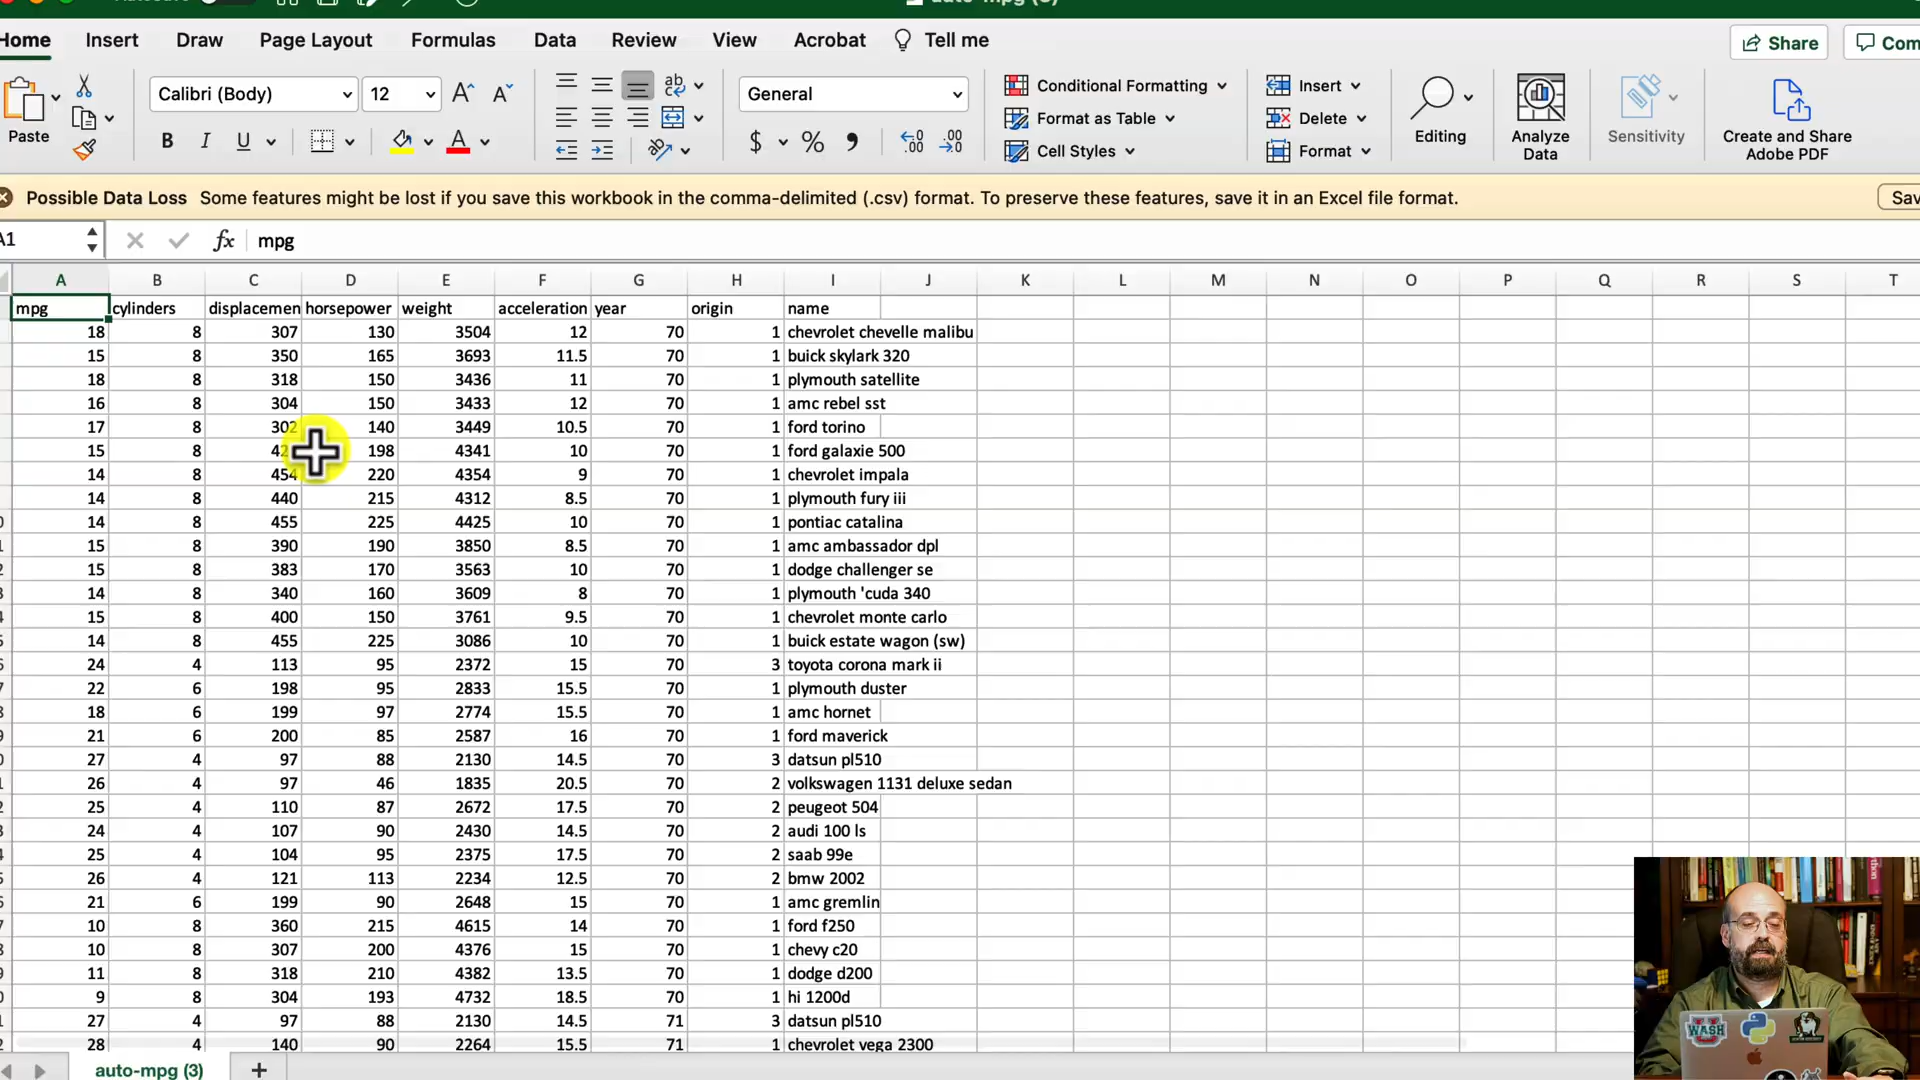 Home Insert Draw Page Layout Formulas Data Review View Acrobat Tell me Share
Paste Calibri (Body) 12 General Conditional Formatting Insert
Format as Table Delete Editing Analyze Data Sensitivity Create and Share Adobe PDF
B I U $ % Cell Styles Format
Possible Data Loss Some features might be lost if you save this workbook in the comma-delimited (.csv) format. To preserve these features, save it in an Excel file format.
A1 fx mpg
A B C D E F G H I J K L M N O P Q R S T
mpg cylinders displacemen horsepower weight acceleration year origin name
18 8 307 130 3504 12 70 1 chevrolet chevelle malibu
15 8 350 165 3693 11.5 70 1 buick skylark 320
18 8 318 150 3436 11 70 1 plymouth satellite
16 8 304 150 3433 12 70 1 amc rebel sst
17 8 302 140 3449 10.5 70 1 ford torino
15 8 198 4341 10 70 1 ford galaxie 500
14 8 454 220 4354 9 70 1 chevrolet impala
14 8 440 215 4312 8.5 70 1 plymouth fury iii
14 8 455 225 4425 10 70 1 pontiac catalina
15 8 390 190 3850 8.5 70 1 amc ambassador dpl
15 8 383 170 3563 10 70 1 dodge challenger se
14 8 340 160 3609 8 70 1 plymouth 'cuda 340
15 8 400 150 3761 9.5 70 1 chevrolet monte carlo
14 8 455 225 3086 10 70 1 buick estate wagon (sw)
24 4 113 95 2372 15 70 3 toyota corona mark ii
22 6 198 95 2833 15.5 70 1 plymouth duster
18 6 199 97 2774 15.5 70 1 amc hornet
21 6 200 85 2587 16 70 1 ford maverick
27 4 97 88 2130 14.5 70 3 datsun pl510
26 4 97 46 1835 20.5 70 2 volkswagen 1131 deluxe sedan
25 4 110 87 2672 17.5 70 2 peugeot 504
24 4 107 90 2430 14.5 70 2 audi 100 ls
25 4 104 95 2375 17.5 70 2 saab 99e
26 4 121 113 2234 12.5 70 2 bmw 2002
21 6 199 90 2648 15 70 1 amc gremlin
10 8 360 215 4615 14 70 1 ford f250
10 8 307 200 4376 15 70 1 chevy c20
11 8 318 210 4382 13.5 70 1 dodge d200
9 8 304 193 4732 18.5 70 1 hi 1200d
27 4 97 88 2130 14.5 71 3 datsun pl510
28 4 140 90 2264 15.5 71 1 chevrolet vega 2300
auto-mpg (3)
WASH